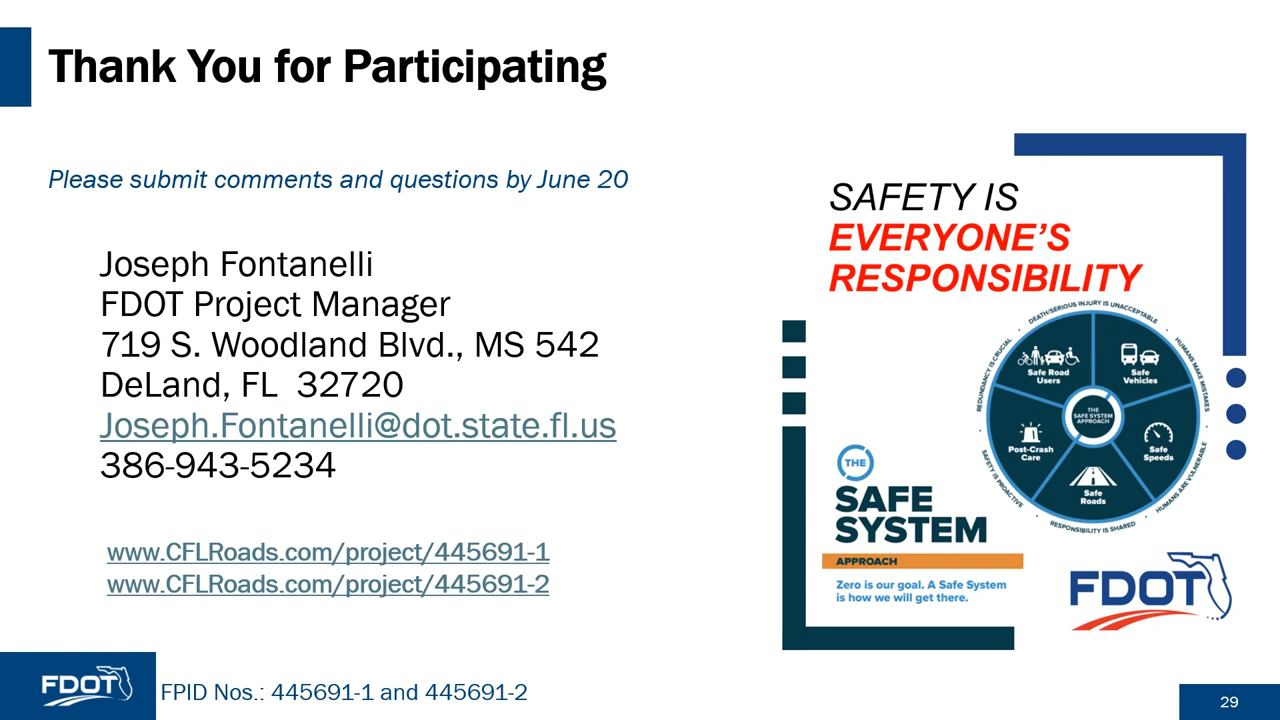 Thank You for Participating
Please submit comments and questions by June 20
Joseph Fontanelli
FDOT Project Manager
719 S. Woodland Blvd., MS 542
DeLand, FL 32720
Joseph.Fontanelli@dot.state.fl.us
386-943-5234
www.CFLRoads.com/project/445691-1
www.CFLRoads.com/project/445691-2
SAFETY IS
EVERYONE'S
RESPONSIBILITY
DEATH/SERIOUS INJURY IS UNACCEPTABLE
HUMANS MAKE MISTAKES
HUMANS ARE VULNERABLE
RESPONSIBILITY IS SHARED
SAFETY IS PROACTIVE
REDUNDANCY IS CRUCIAL
Safe Road
Users
Safe
Vehicles
THE
SAFE SYSTEM
APPROACH
Post-Crash
Care
Safe
Speeds
Safe
Roads
THE
SAFE
SYSTEM
APPROACH
Zero is our goal. A Safe System
is how we will get there.
FDOT
FDOT
FPID Nos.: 445691-1 and 445691-2
29